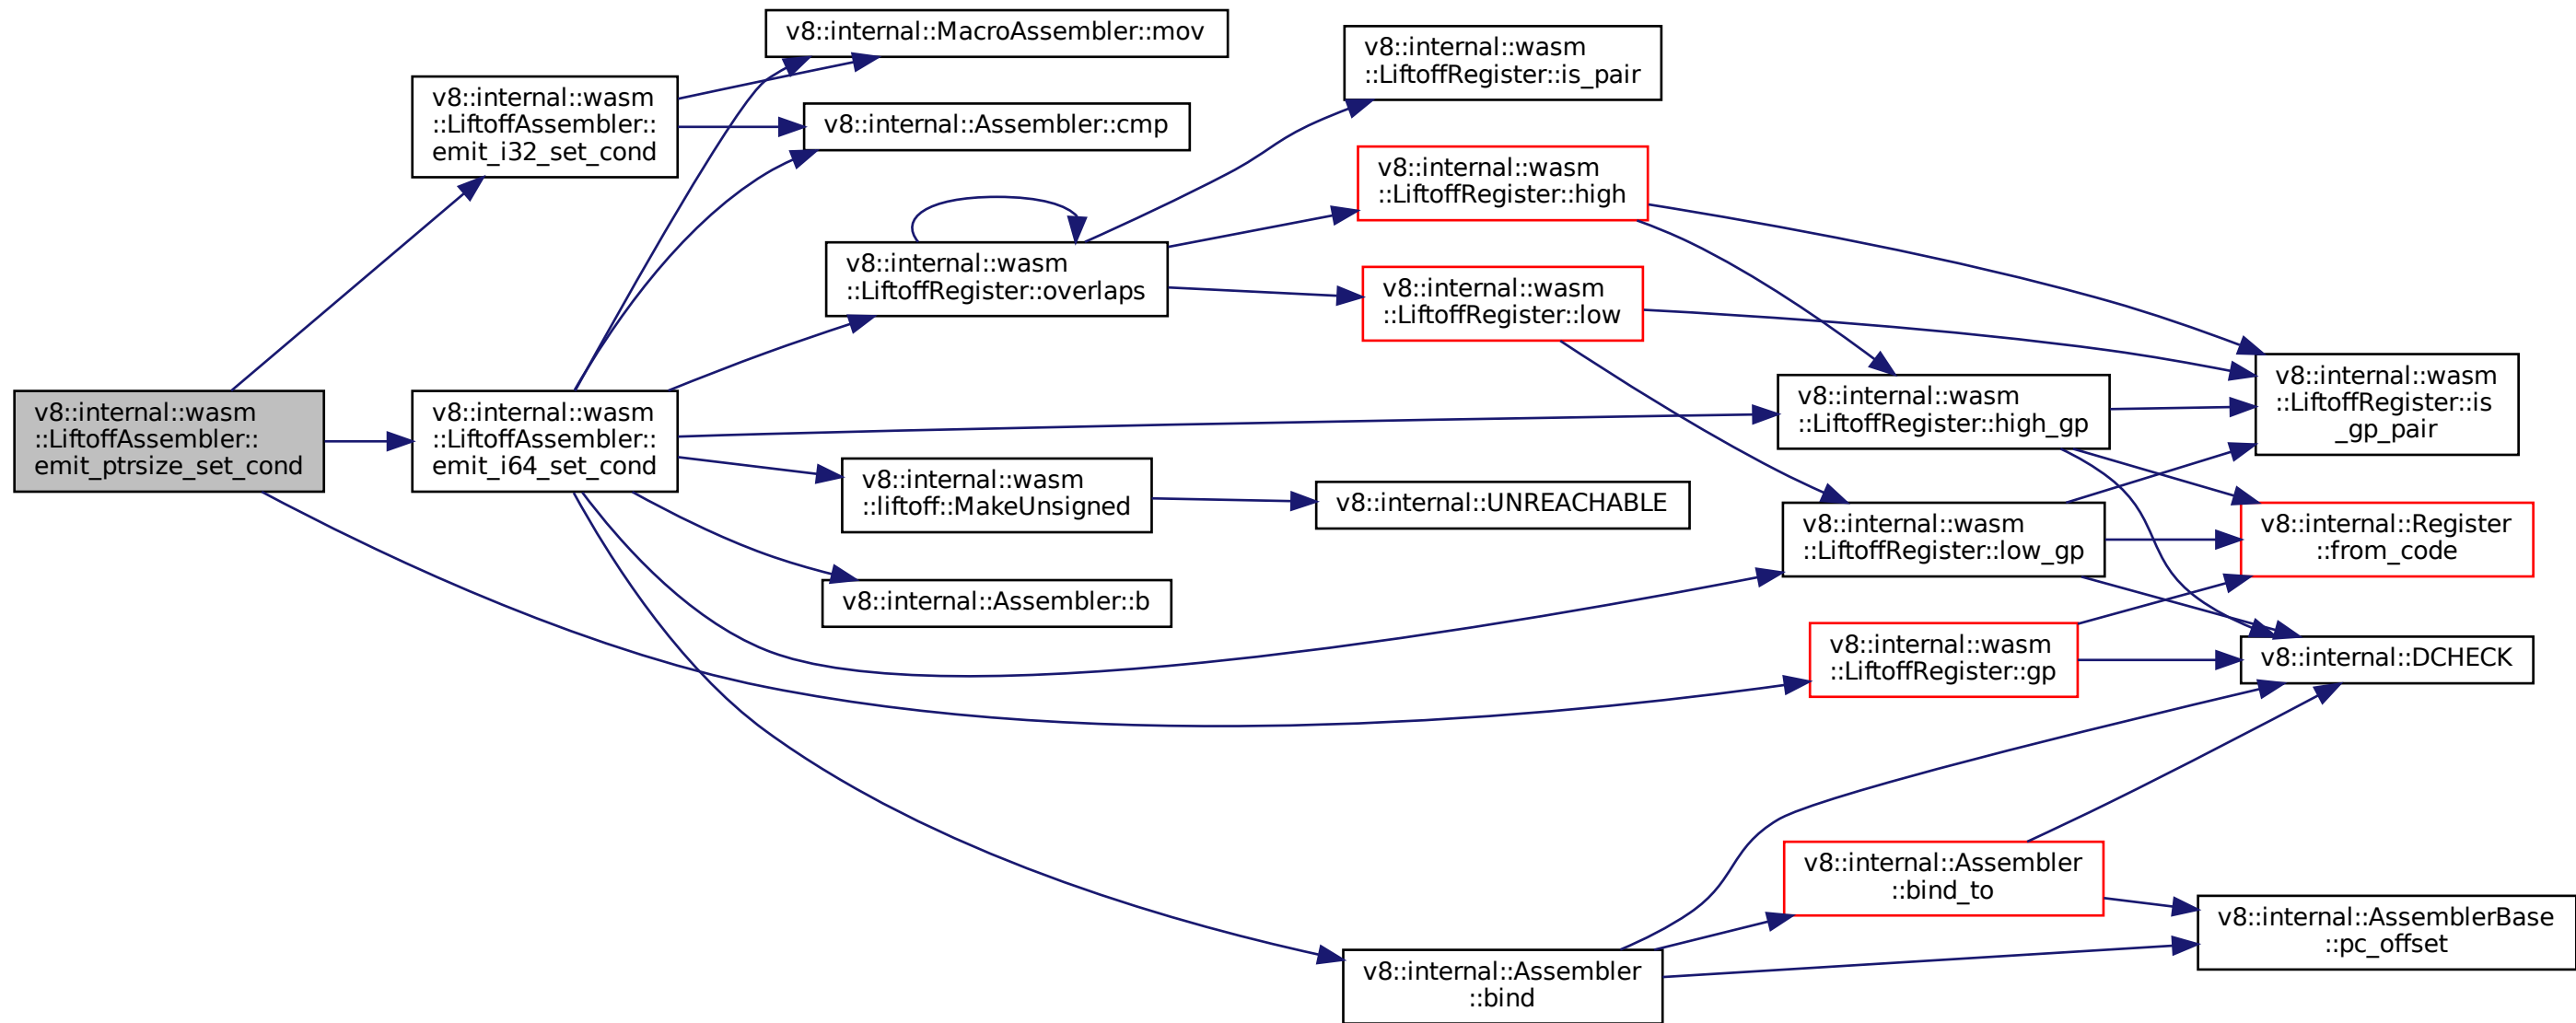 v8::internal::wasm
::LiftoffAssembler::
emit_ptrsize_set_cond
v8::internal::wasm
::LiftoffAssembler::
emit_i32_set_cond
v8::internal::wasm
::LiftoffAssembler::
emit_i64_set_cond
v8::internal::MacroAssembler::mov
v8::internal::Assembler::cmp
v8::internal::wasm
::LiftoffRegister::overlaps
v8::internal::wasm
::liftoff::MakeUnsigned
v8::internal::Assembler::b
v8::internal::wasm
::LiftoffRegister::is_pair
v8::internal::wasm
::LiftoffRegister::high
v8::internal::wasm
::LiftoffRegister::low
v8::internal::UNREACHABLE
v8::internal::Assembler
::bind
v8::internal::wasm
::LiftoffRegister::high_gp
v8::internal::wasm
::LiftoffRegister::low_gp
v8::internal::wasm
::LiftoffRegister::gp
v8::internal::Assembler
::bind_to
v8::internal::wasm
::LiftoffRegister::is
_gp_pair
v8::internal::Register
::from_code
v8::internal::DCHECK
v8::internal::AssemblerBase
::pc_offset